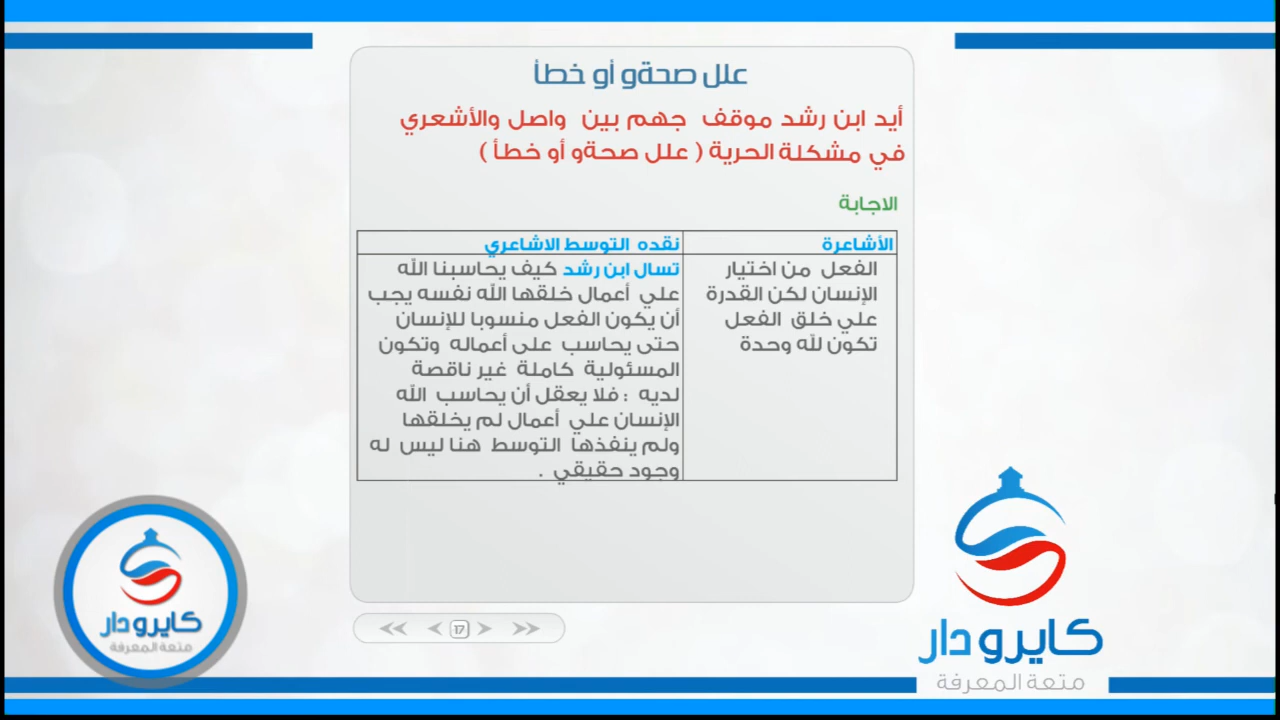 علل صحةو أو خطأ
أيد ابن رشد موقف جهم بين واصل والأشعري
في مشكلة الحرية ( علل صحةو أو خطأ )
الاجابة
الأشاعرة
الفعل من اختيار
الإنسان لكن القدرة
علي خلق الفعل
تكون لله وحدة
نقده التوسط الاشاعري
تسال ابن رشد كيف يحاسبنا الله
علي أعمال خلقها الله نفسه يجب
أن يكون الفعل منسوبا للإنسان
حتى يحاسب على أعماله وتكون
المسئولية كاملة غير ناقصة
لديه : فلا يعقل أن يحاسب الله
الإنسان علي أعمال لم يخلقها
ولم ينفذها التوسط هنا ليس له
وجود حقيقي .
17
كايرو دار
متعة المعرفة
كايرو دار
متعة المعرفة